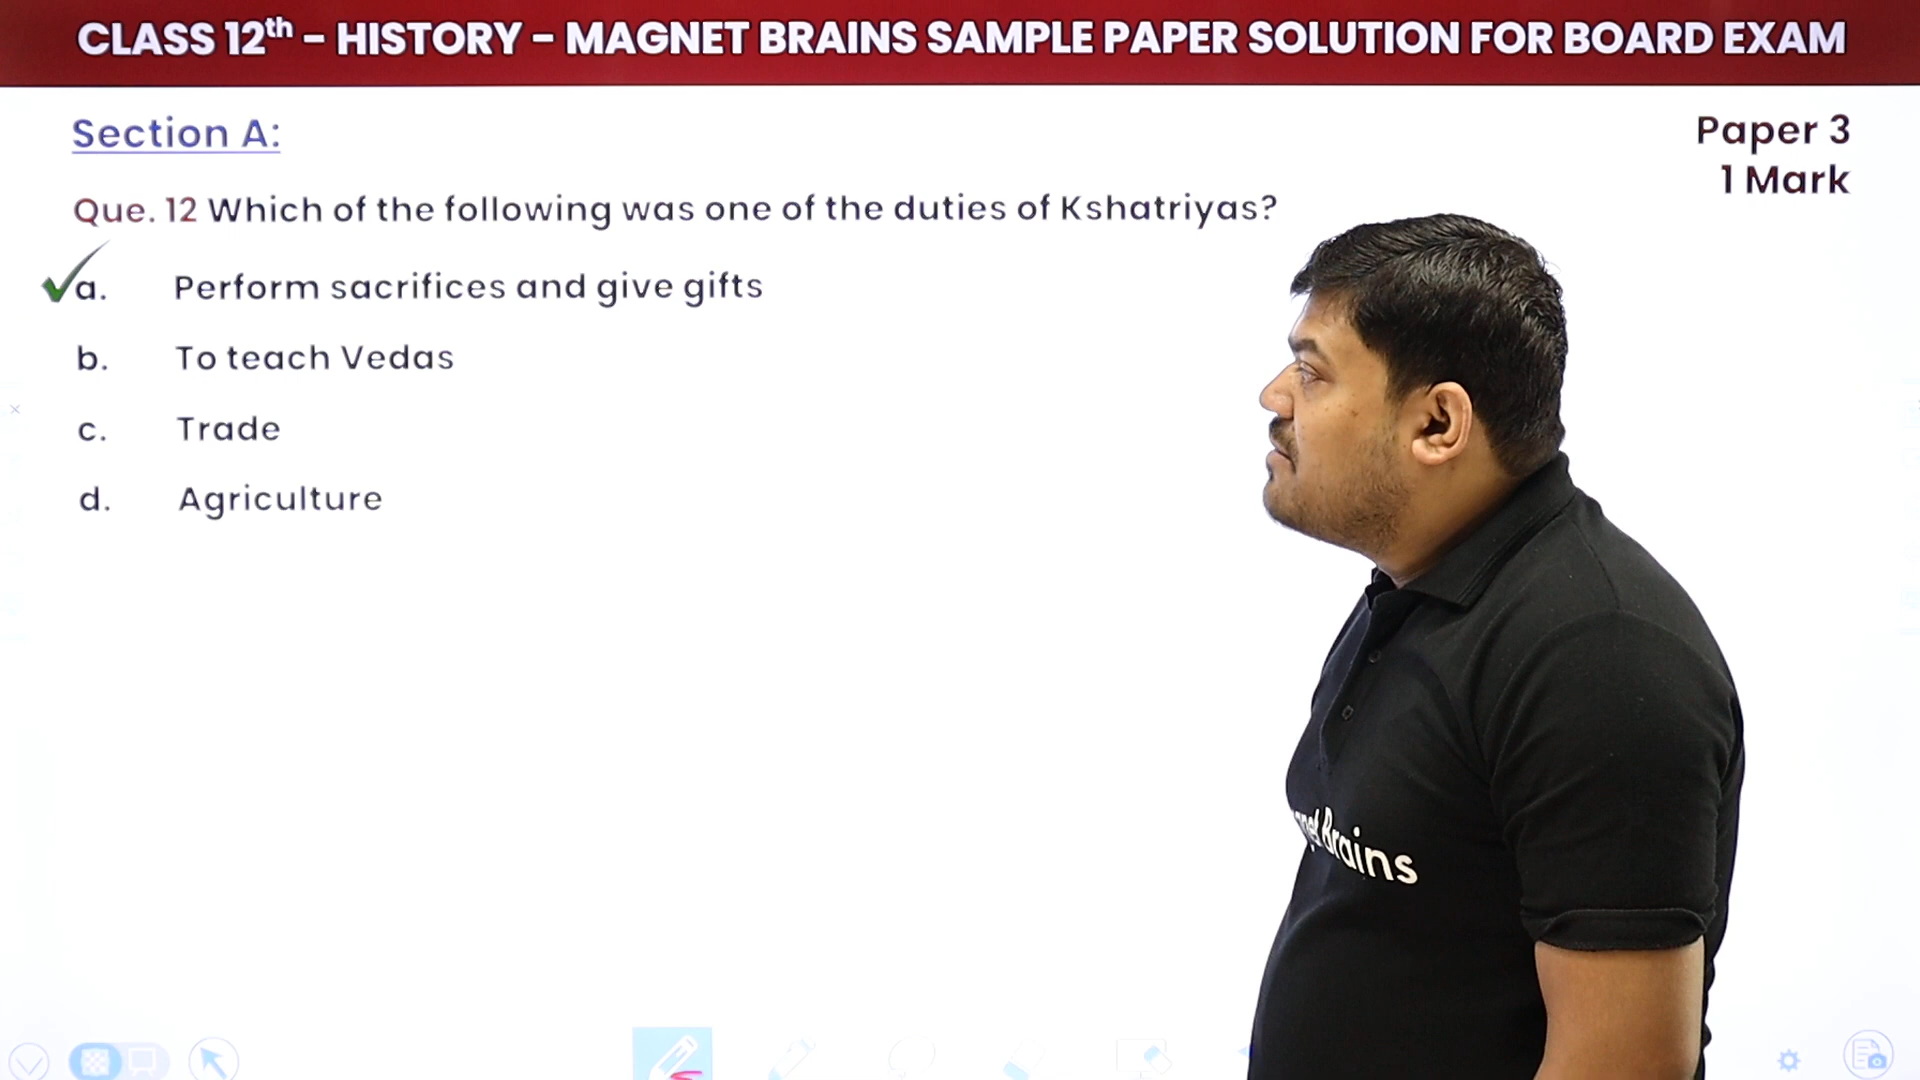 CLASS 12th - HISTORY - MAGNET BRAINS SAMPLE PAPER SOLUTION FOR BOARD EXAM
Section A:
Paper 3
1 Mark
Que. 12 Which of the following was one of the duties of Kshatriyas?
a. Perform sacrifices and give gifts
b. To teach Vedas
c. Trade
d. Agriculture
Brains